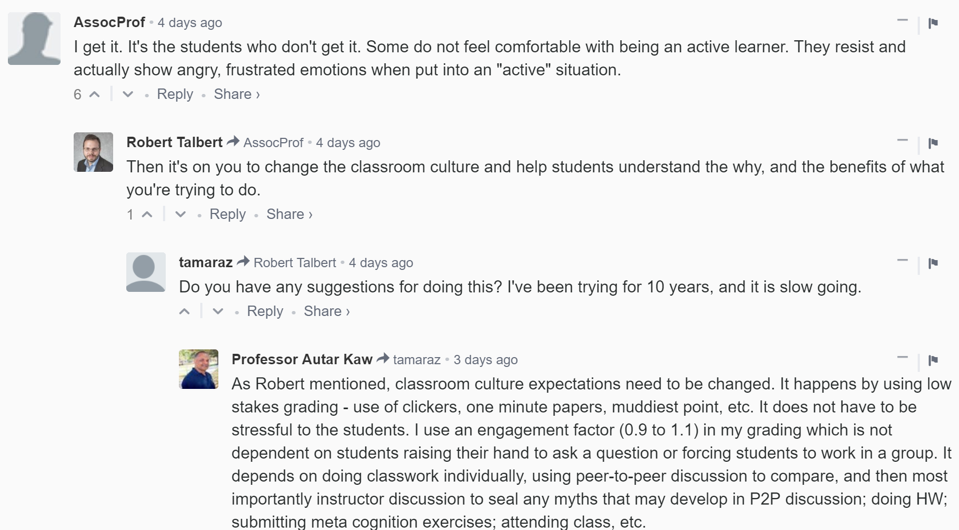 AssocProf • 4 days ago
I get it. It's the students who don't get it. Some do not feel comfortable with being an active learner. They resist and
actually show angry, frustrated emotions when put into an "active" situation.
6 • Reply • Share ›
Robert Talbert AssocProf • 4 days ago
Then it's on you to change the classroom culture and help students understand the why, and the benefits of what
you're trying to do.
1 • Reply • Share ›
tamaraz Robert Talbert • 4 days ago
Do you have any suggestions for doing this? I've been trying for 10 years, and it is slow going.
• Reply • Share ›
Professor Autar Kaw tamaraz • 3 days ago
As Robert mentioned, classroom culture expectations need to be changed. It happens by using low
stakes grading - use of clickers, one minute papers, muddiest point, etc. It does not have to be
stressful to the students. I use an engagement factor (0.9 to 1.1) in my grading which is not
dependent on students raising their hand to ask a question or forcing students to work in a group. It
depends on doing classwork individually, using peer-to-peer discussion to compare, and then most
importantly instructor discussion to seal any myths that may develop in P2P discussion; doing HW;
submitting meta cognition exercises; attending class, etc.